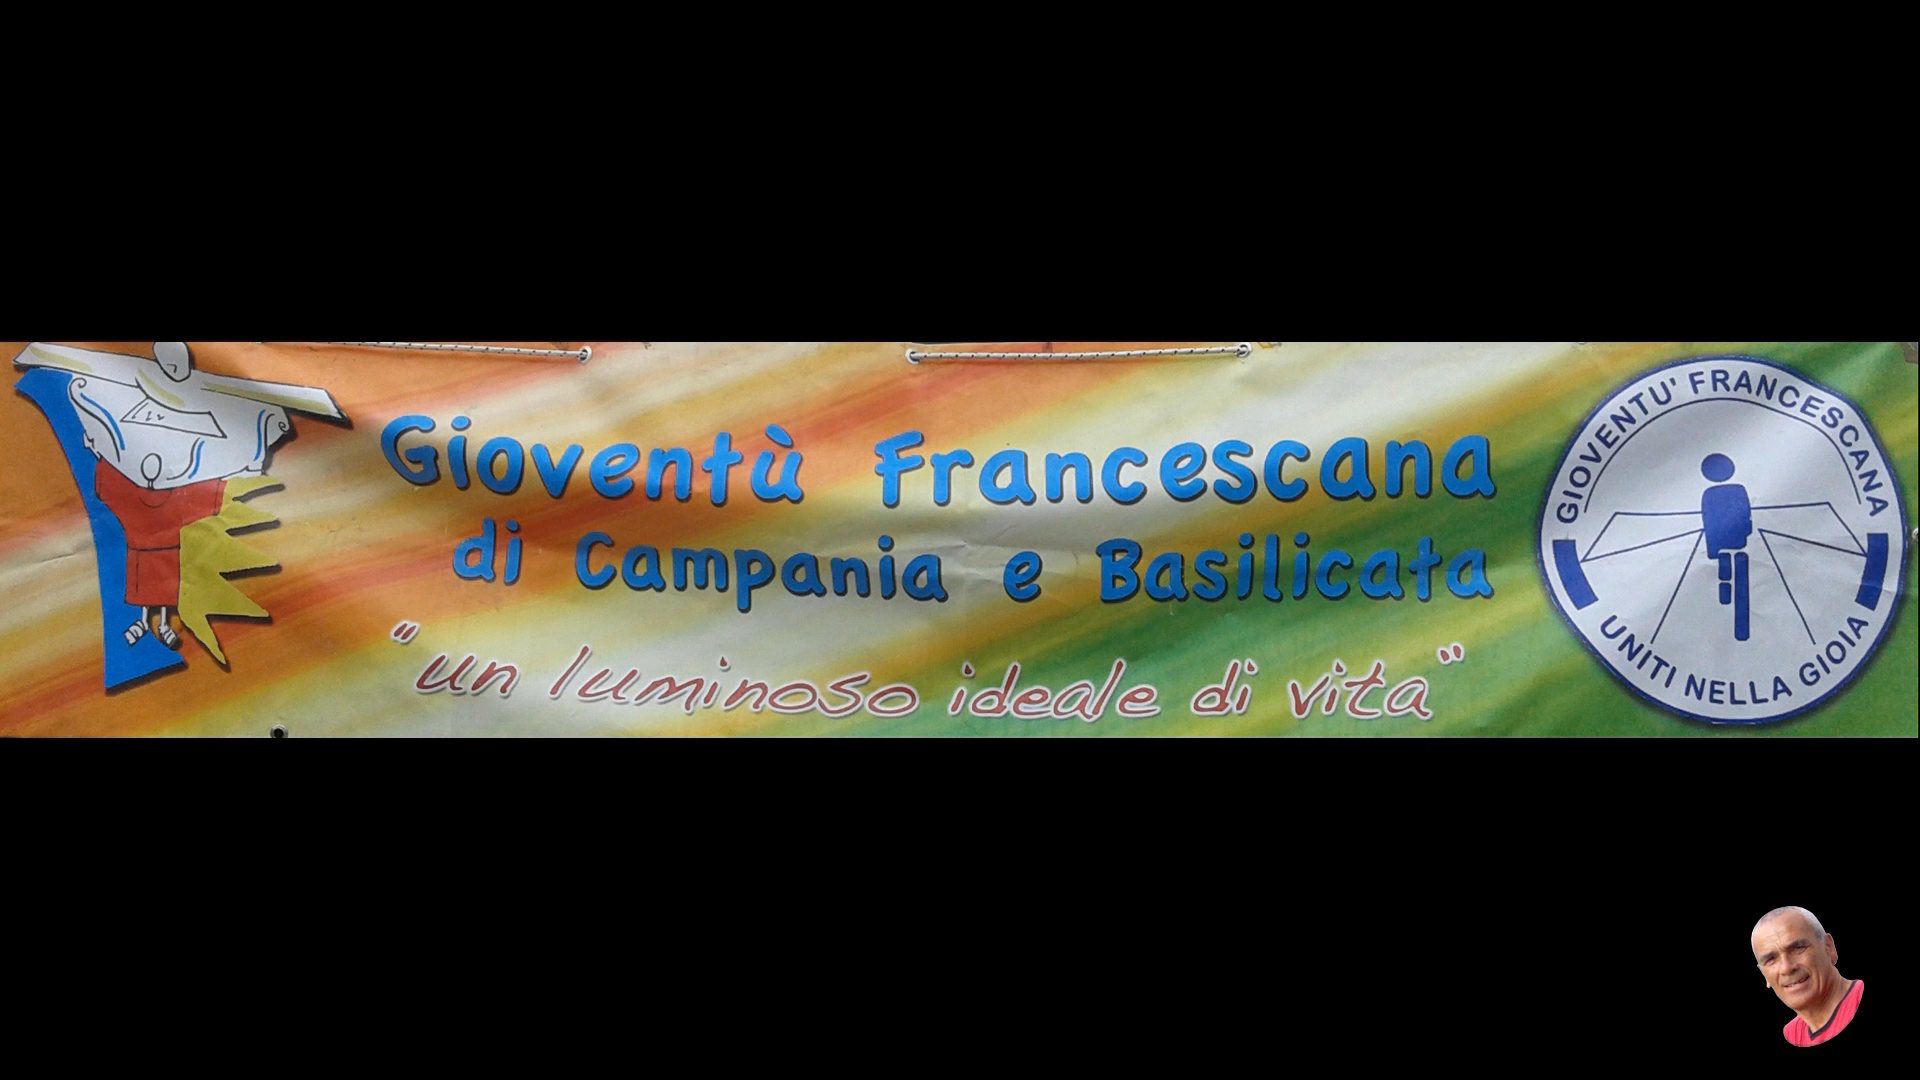 Gioventù Francescana
di Campania e Basilicata
"un luminoso ideale di vita"
GIOVENTU' FRANCESCANA
UNITI NELLA GIOIA